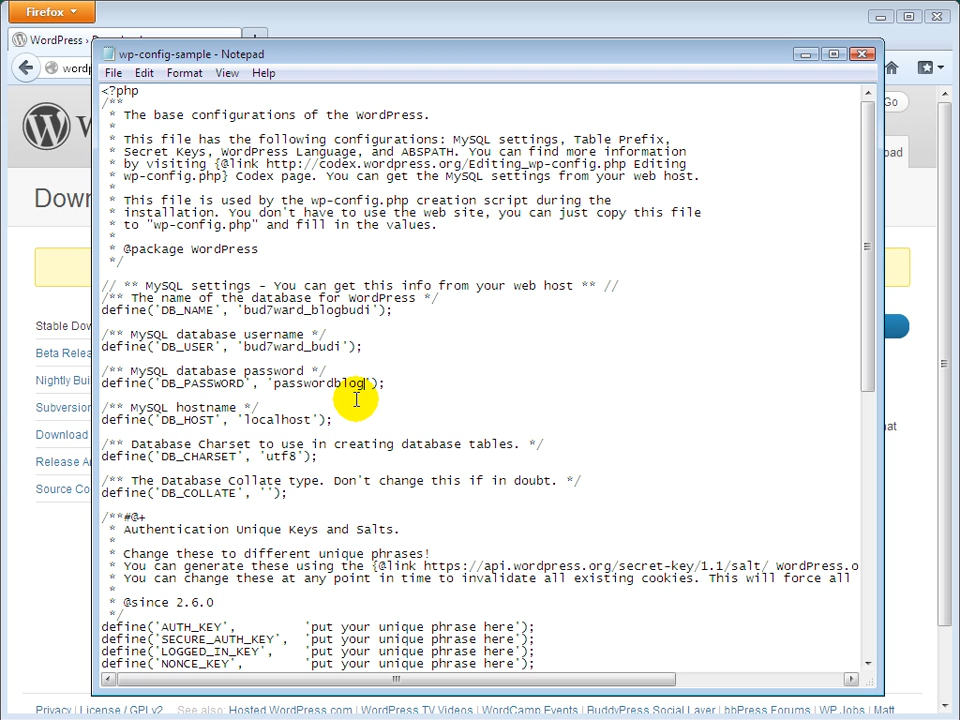 Firefox
WordPress ›
wordp
Go
oad
W
Down
wp-config-sample - Notepad
File Edit Format View Help
<?php
/**
 * The base configurations of the WordPress.
 *
 * This file has the following configurations: MySQL settings, Table Prefix,
 * Secret Keys, WordPress Language, and ABSPATH. You can find more information
 * by visiting {@link http://codex.wordpress.org/Editing_wp-config.php Editing
 * wp-config.php} Codex page. You can get the MySQL settings from your web host.
 *
 * This file is used by the wp-config.php creation script during the
 * installation. You don't have to use the web site, you can just copy this file
 * to "wp-config.php" and fill in the values.
 *
 * @package WordPress
 */
// ** MySQL settings - You can get this info from your web host ** //
/** The name of the database for WordPress */
define('DB_NAME', 'bud7ward_blogbudi');
/** MySQL database username */
define('DB_USER', 'bud7ward_budi');
/** MySQL database password */
define('DB_PASSWORD', 'passwordblog');
/** MySQL hostname */
define('DB_HOST', 'localhost');
/** Database Charset to use in creating database tables. */
define('DB_CHARSET', 'utf8');
/** The Database Collate type. Don't change this if in doubt. */
define('DB_COLLATE', '');
/**#@+
 * Authentication Unique Keys and Salts.
 *
 * Change these to different unique phrases!
 * You can generate these using the {@link https://api.wordpress.org/secret-key/1.1/salt/ WordPress.o
 * You can change these at any point in time to invalidate all existing cookies. This will force all
 *
 * @since 2.6.0
 */
define('AUTH_KEY',         'put your unique phrase here');
define('SECURE_AUTH_KEY',  'put your unique phrase here');
define('LOGGED_IN_KEY',    'put your unique phrase here');
define('NONCE_KEY',        'put your unique phrase here');
Stable Dow
Beta Relea
Nightly Bui
Subversion
Download
Release Ar
Source Co
hat
Privacy | License / GPLv2 See also: Hosted WordPress.com | WordPress.TV Videos | WordCamp Events | BuddyPress Social Layer | bbPress Forums | WP Jobs | Matt